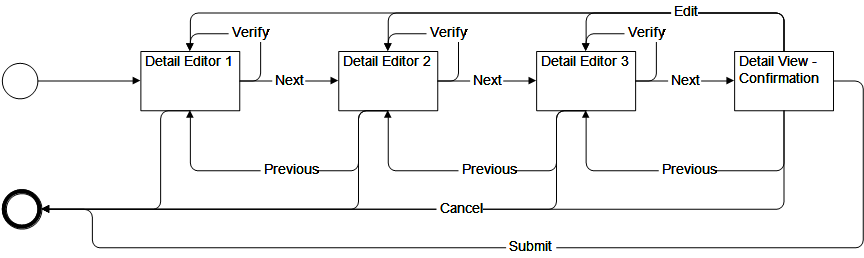 Edit
Verify
Verify
Verify
Detail Editor 1
Detail Editor 2
Detail Editor 3
Detail View -
Confirmation
Next
Next
Next
Previous
Previous
Previous
Cancel
Submit